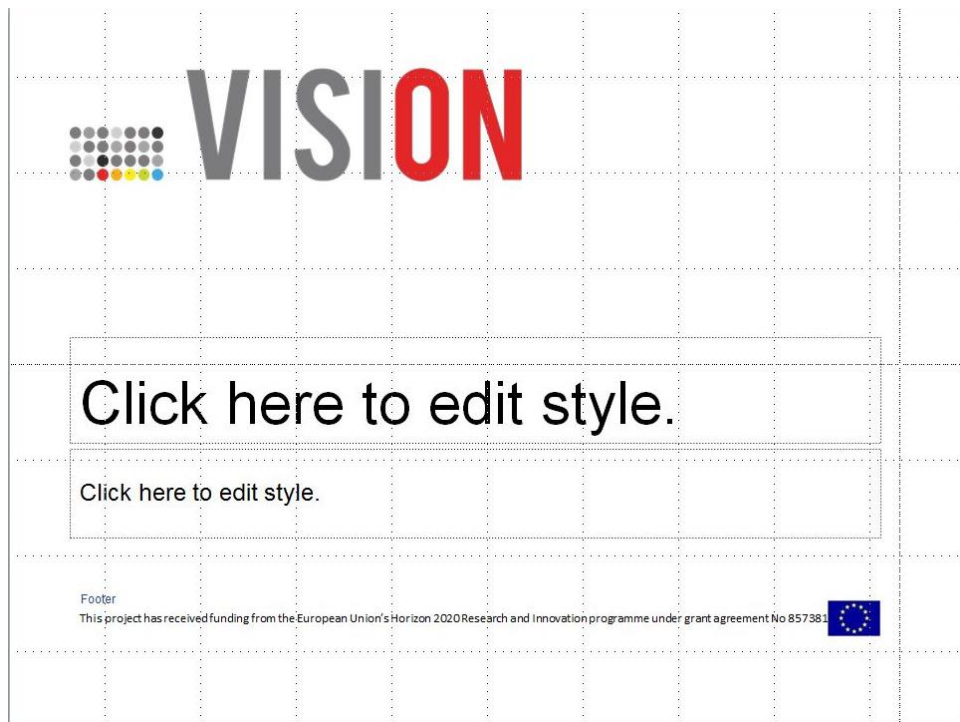 VISION
Click here to edit style.
Click here to edit style.
Footer
This project has received funding from the European Union's Horizon 2020 Research and Innovation programme under grant agreement No 857381